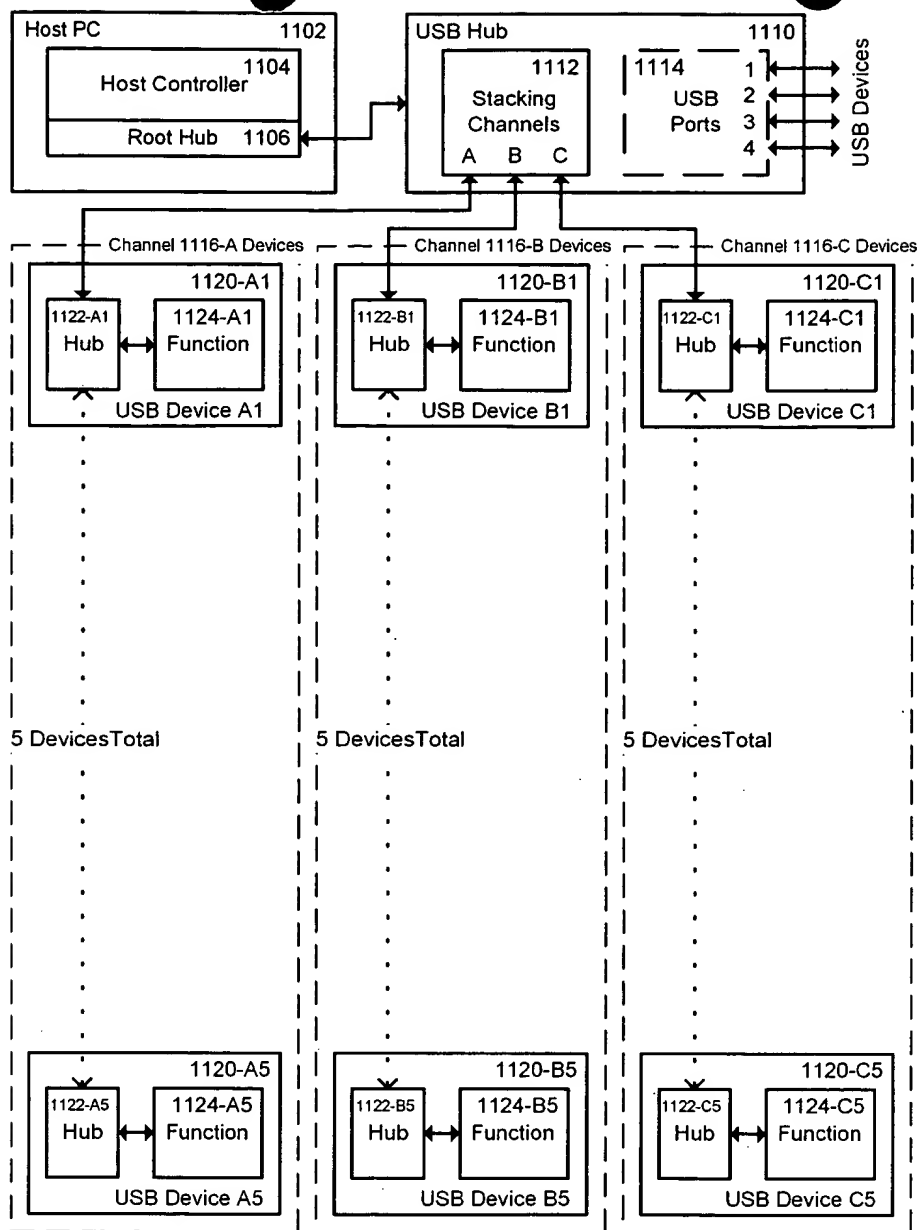 Host PC 1102
1104
Host Controller
Root Hub 1106
USB Hub 1110
1112
Stacking
Channels
A B C
1114
USB
Ports
1
2
3
4
USB Devices
Channel 1116-A Devices
1120-A1
1122-A1
Hub
1124-A1
Function
USB Device A1
5 DevicesTotal
1120-A5
1122-A5
Hub
1124-A5
Function
USB Device A5
Channel 1116-B Devices
1120-B1
1122-B1
Hub
1124-B1
Function
USB Device B1
5 DevicesTotal
1120-B5
1122-B5
Hub
1124-B5
Function
USB Device B5
Channel 1116-C Devices
1120-C1
1122-C1
Hub
1124-C1
Function
USB Device C1
5 DevicesTotal
1120-C5
1122-C5
Hub
1124-C5
Function
USB Device C5